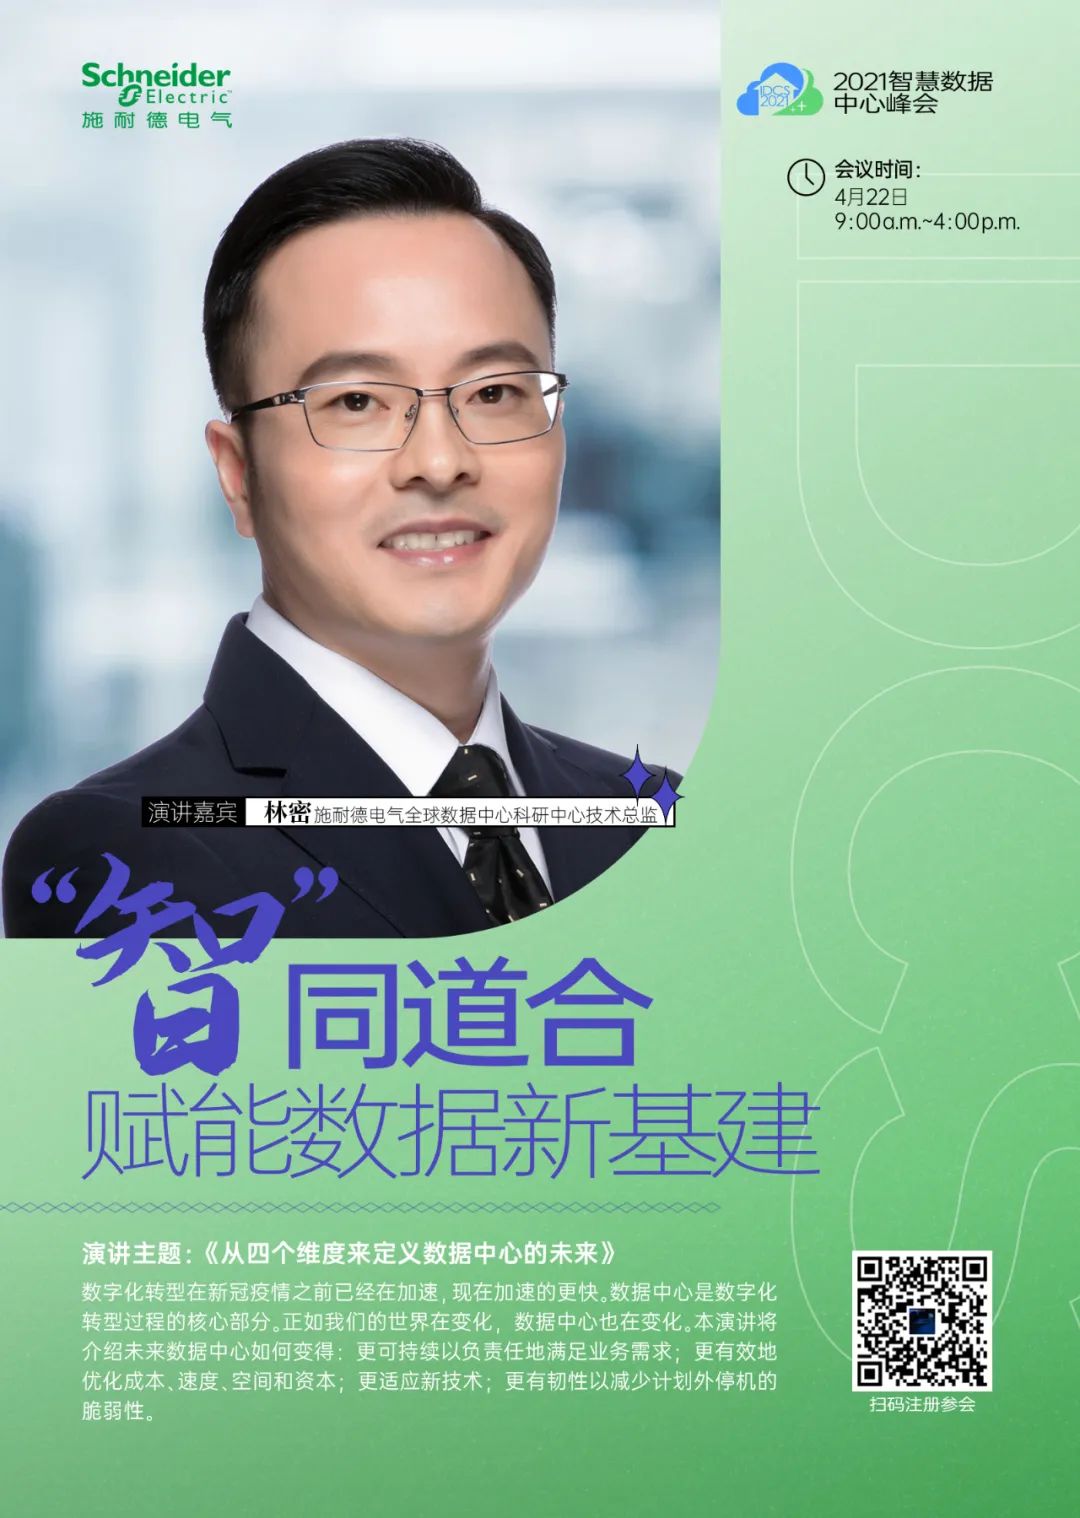 Schneider
Electric™
施耐德电气
IDCS
2021
2021智慧数据
中心峰会
会议时间：
4月22日
9:00a.m.~4:00p.m.
演讲嘉宾 林密 施耐德电气全球数据中心科研中心技术总监
“智”同道合
赋能数据新基建
演讲主题：《从四个维度来定义数据中心的未来》
数字化转型在新冠疫情之前已经在加速，现在加速的更快。数据中心是数字化
转型过程的核心部分。正如我们的世界在变化，数据中心也在变化。本演讲将
介绍未来数据中心如何变得：更可持续以负责任地满足业务需求；更有效地
优化成本、速度、空间和资本；更适应新技术；更有韧性以减少计划外停机的
脆弱性。
扫码注册参会
IDCS